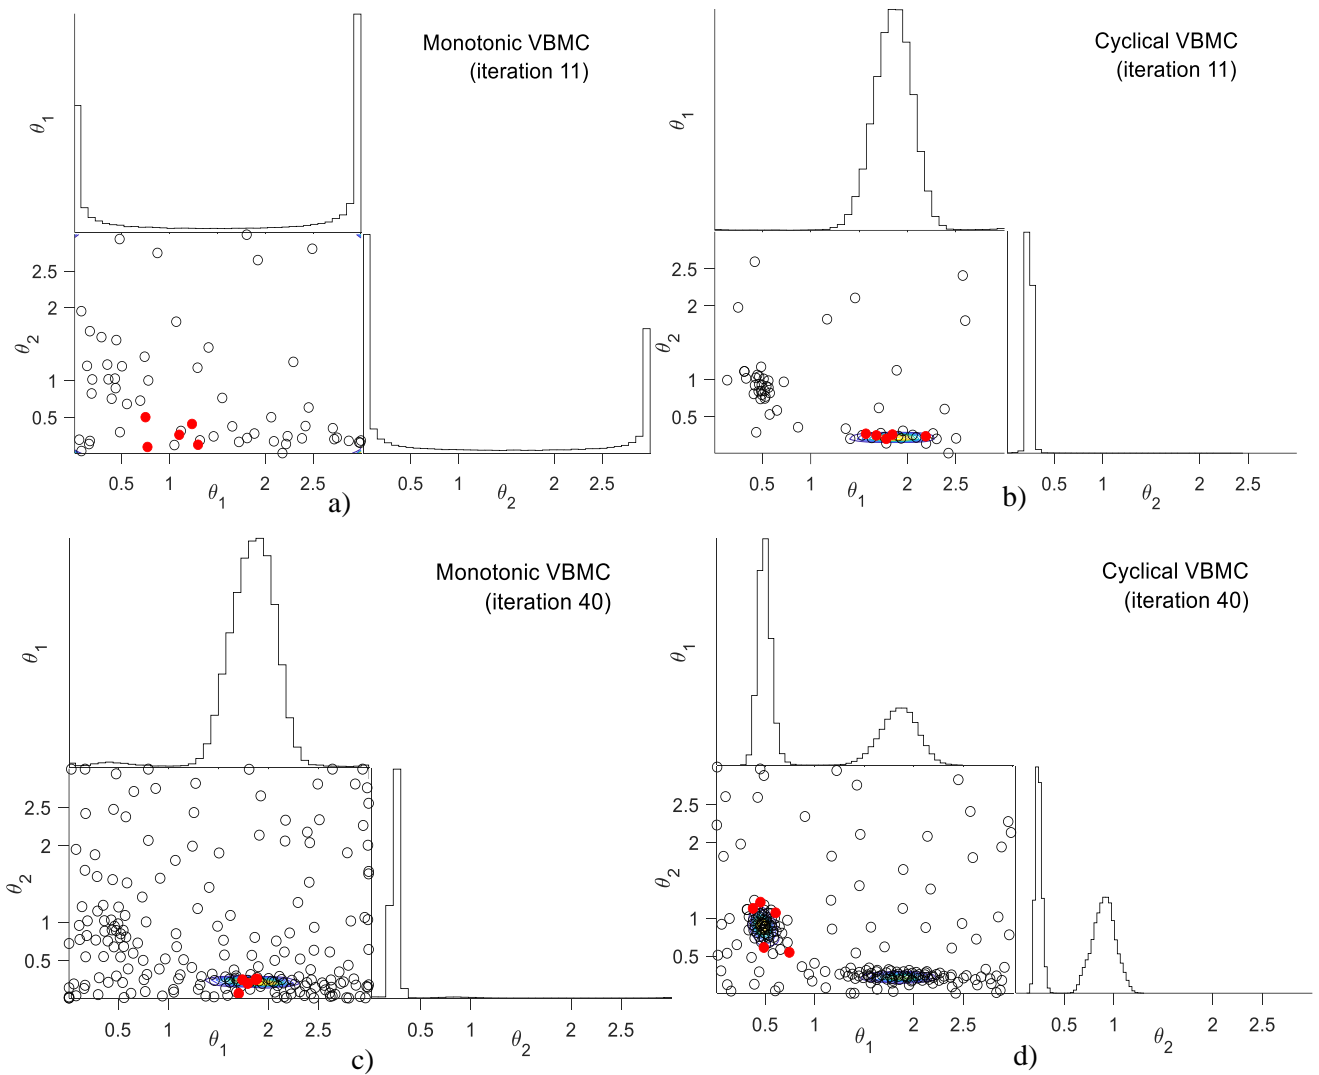 Monotonic VBMC
(iteration 11)
θ1
2.5
2
θ2
1
0.5
0.5 1 2 2.5
θ1
0.5 1 2 2.5
θ2
a)
Cyclical VBMC
(iteration 11)
θ1
2.5
2
θ2
1
0.5
0.5 1 2 2.5
θ1
0.5 1 2 2.5
θ2
b)
Monotonic VBMC
(iteration 40)
θ1
2.5
2
θ2
1
0.5
0.5 1 2 2.5
θ1
0.5 1 2 2.5
θ2
c)
Cyclical VBMC
(iteration 40)
θ1
2.5
2
θ2
1
0.5
0.5 1 2 2.5
θ1
0.5 1 2 2.5
θ2
d)